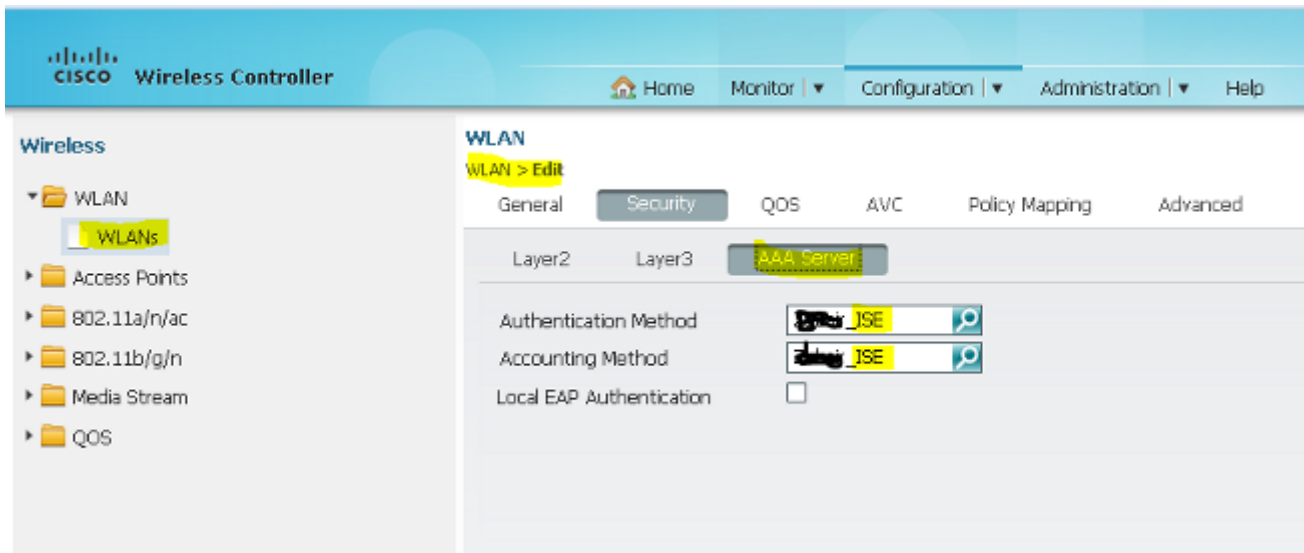 CISCO Wireless Controller
Home Monitor Configuration Administration Help
Wireless
WLAN
WLANs
Access Points
802.11a/n/ac
802.11b/g/n
Media Stream
QOS
WLAN
WLAN > Edit
General Security QOS AVC Policy Mapping Advanced
Layer2 Layer3 AAA Server
Authentication Method _ISE
Accounting Method _ISE
Local EAP Authentication